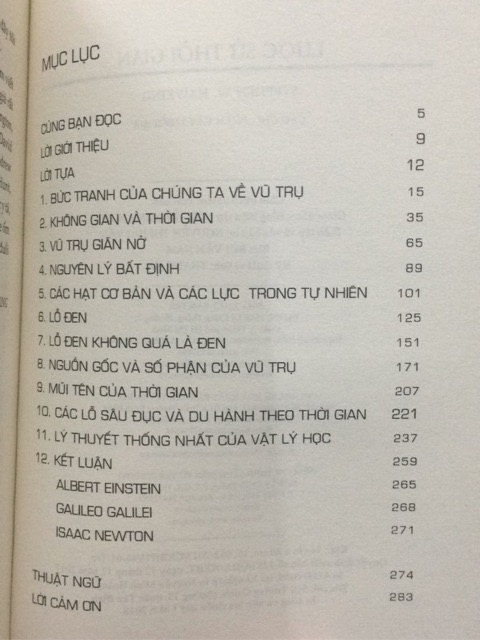 MỤC LỤC
CÙNG BẠN ĐỌC 5
LỜI GIỚI THIỆU 9
LỜI TỰA 12
1. BỨC TRANH CỦA CHÚNG TA VỀ VŨ TRỤ 15
2. KHÔNG GIAN VÀ THỜI GIAN 35
3. VŨ TRỤ GIÃN NỞ 65
4. NGUYÊN LÝ BẤT ĐỊNH 89
5. CÁC HẠT CƠ BẢN VÀ CÁC LỰC TRONG TỰ NHIÊN 101
6. LỖ ĐEN 125
7. LỖ ĐEN KHÔNG QUÁ LÀ ĐEN 151
8. NGUỒN GỐC VÀ SỐ PHẬN CỦA VŨ TRỤ 171
9. MŨI TÊN CỦA THỜI GIAN 207
10. CÁC LỖ SÂU ĐỤC VÀ DU HÀNH THEO THỜI GIAN 221
11. LÝ THUYẾT THỐNG NHẤT CỦA VẬT LÝ HỌC 237
12. KẾT LUẬN 259
ALBERT EINSTEIN 265
GALILEO GALILEI 268
ISAAC NEWTON 271
THUẬT NGỮ 274
LỜI CẢM ƠN 283